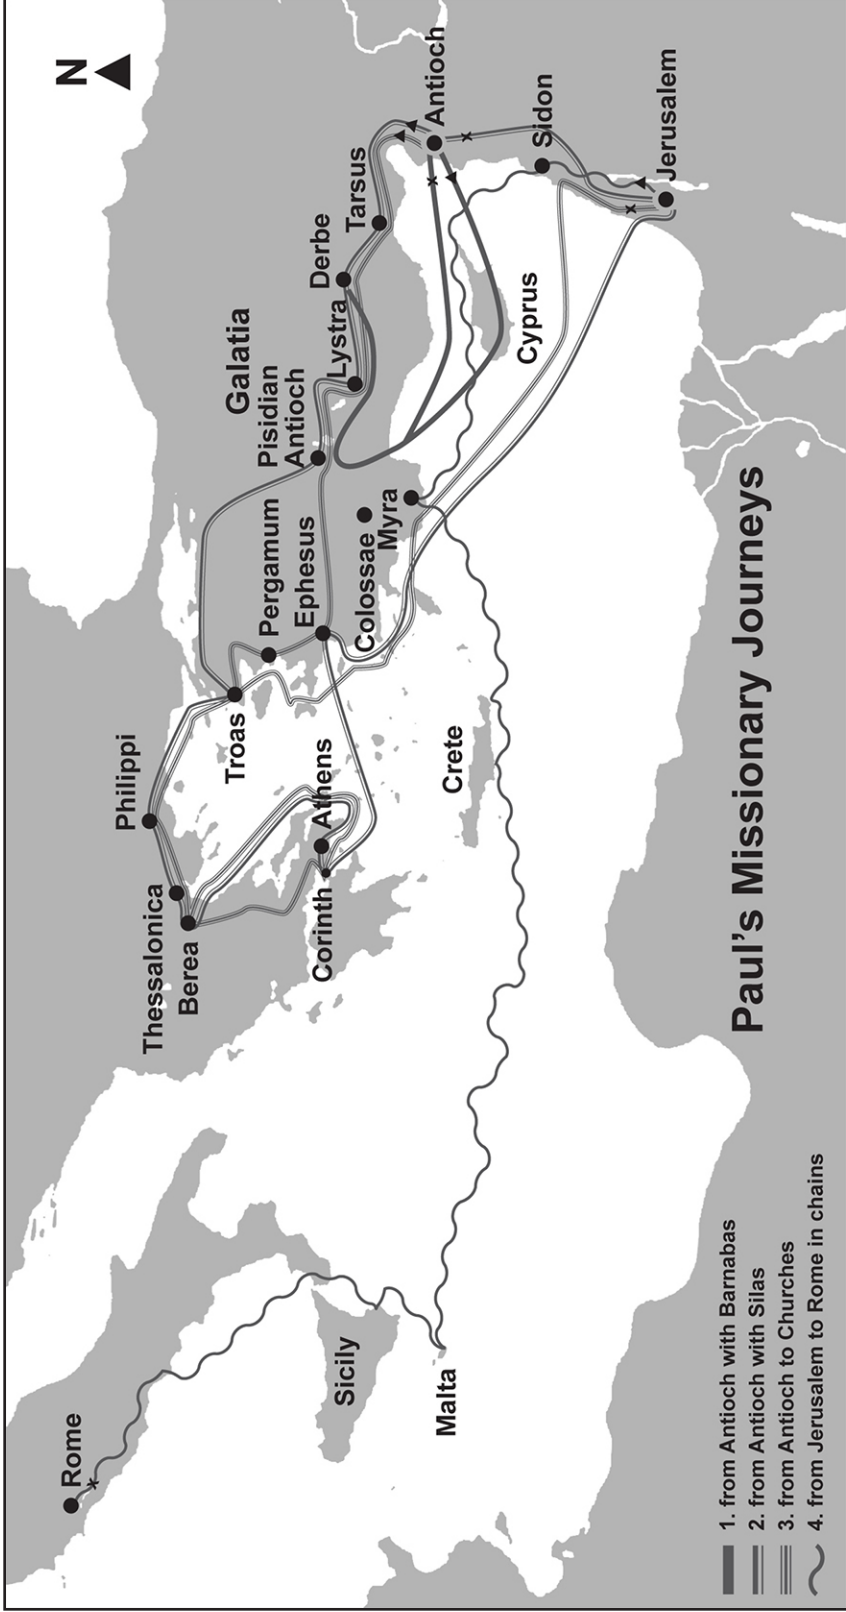 N
Rome
Sicily
Malta
Thessalonica
Berea
Philippi
Corinth
Athens
Troas
Crete
Pergamum
Ephesus
Colossae
Myra
Galatia
Pisidian
Antioch
Lystra
Derbe
Tarsus
Antioch
Cyprus
Sidon
Jerusalem
Paul's Missionary Journeys
1. from Antioch with Barnabas
2. from Antioch with Silas
3. from Antioch to Churches
4. from Jerusalem to Rome in chains